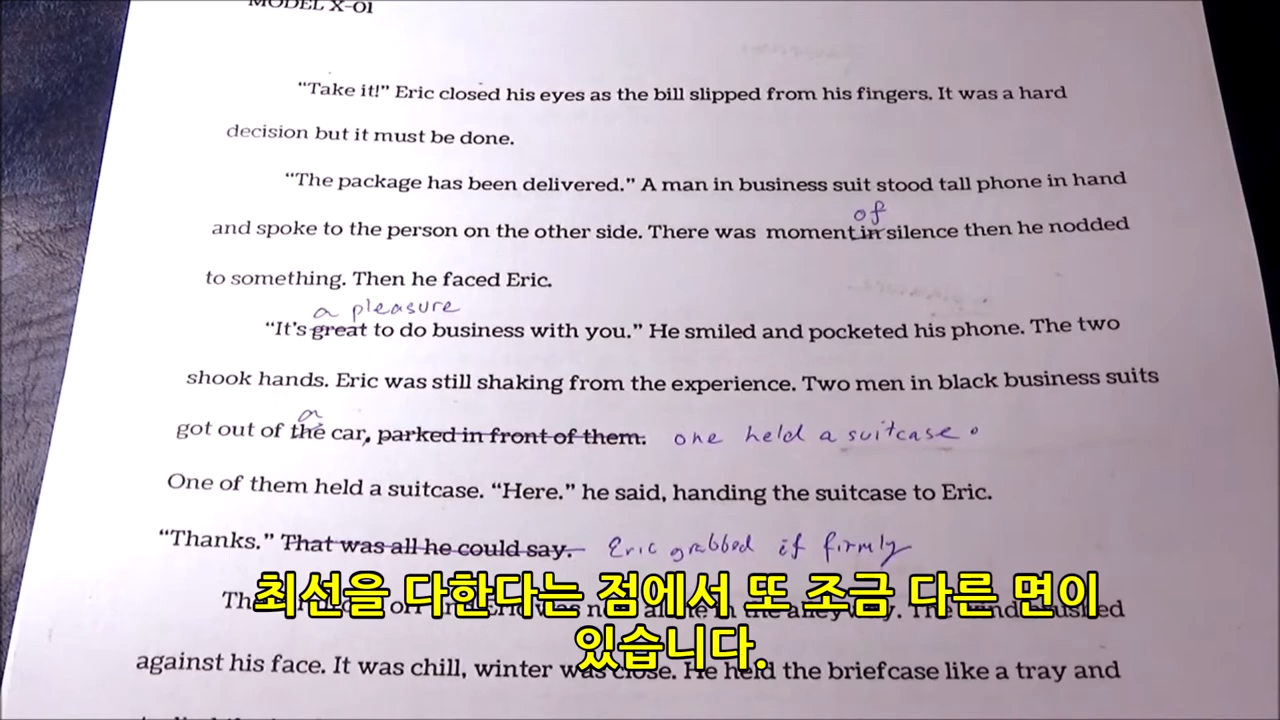 MODEL X-01
“Take it!” Eric closed his eyes as the bill slipped from his fingers. It was a hard
decision but it must be done.
“The package has been delivered.” A man in business suit stood tall phone in hand
of
and spoke to the person on the other side. There was moment in silence then he nodded
to something. Then he faced Eric.
a pleasure
“It's great to do business with you.” He smiled and pocketed his phone. The two
shook hands. Eric was still shaking from the experience. Two men in black business suits
a
got out of the car, parked in front of them. one held a suitcase.
One of them held a suitcase. “Here.” he said, handing the suitcase to Eric.
“Thanks.” That was all he could say. Eric grabbed it firmly
최선을 다한다는 점에서 또 조금 다른 면이
있습니다.
against his face. It was chill, winter was close. He held the briefcase like a tray and